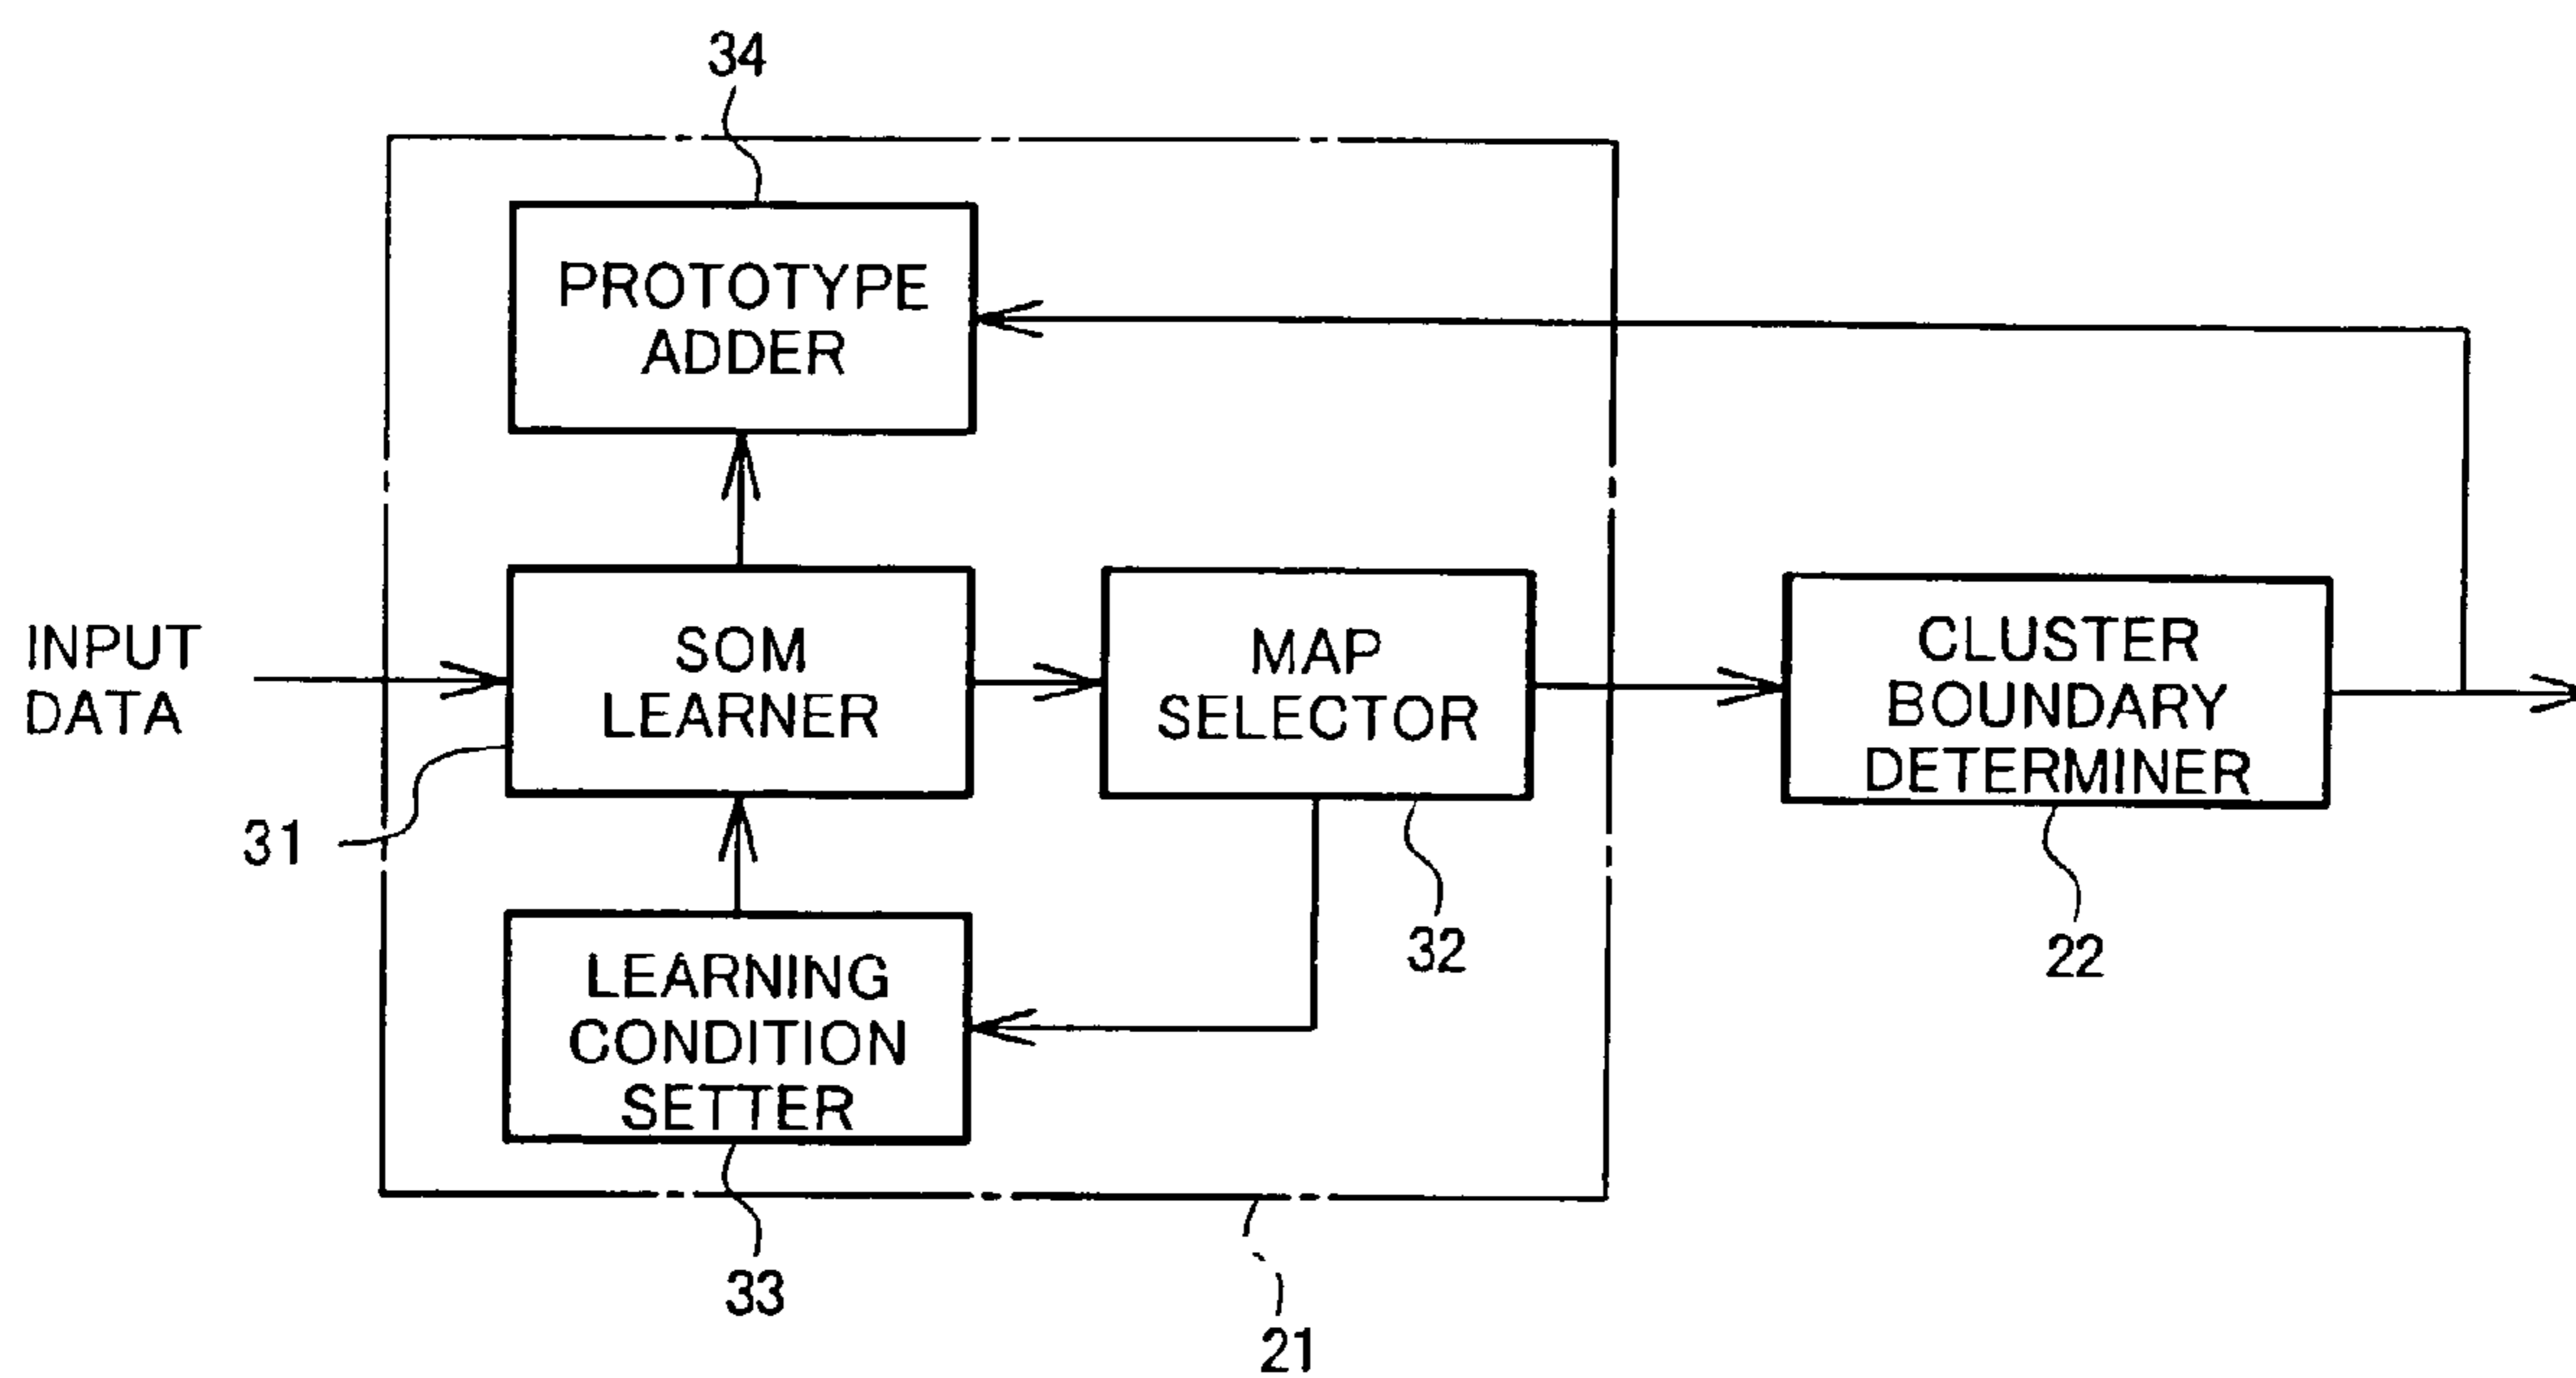 34
PROTOTYPE
ADDER
INPUT
DATA
SOM
LEARNER
MAP
SELECTOR
CLUSTER
BOUNDARY
DETERMINER
31
32
22
LEARNING
CONDITION
SETTER
33
21